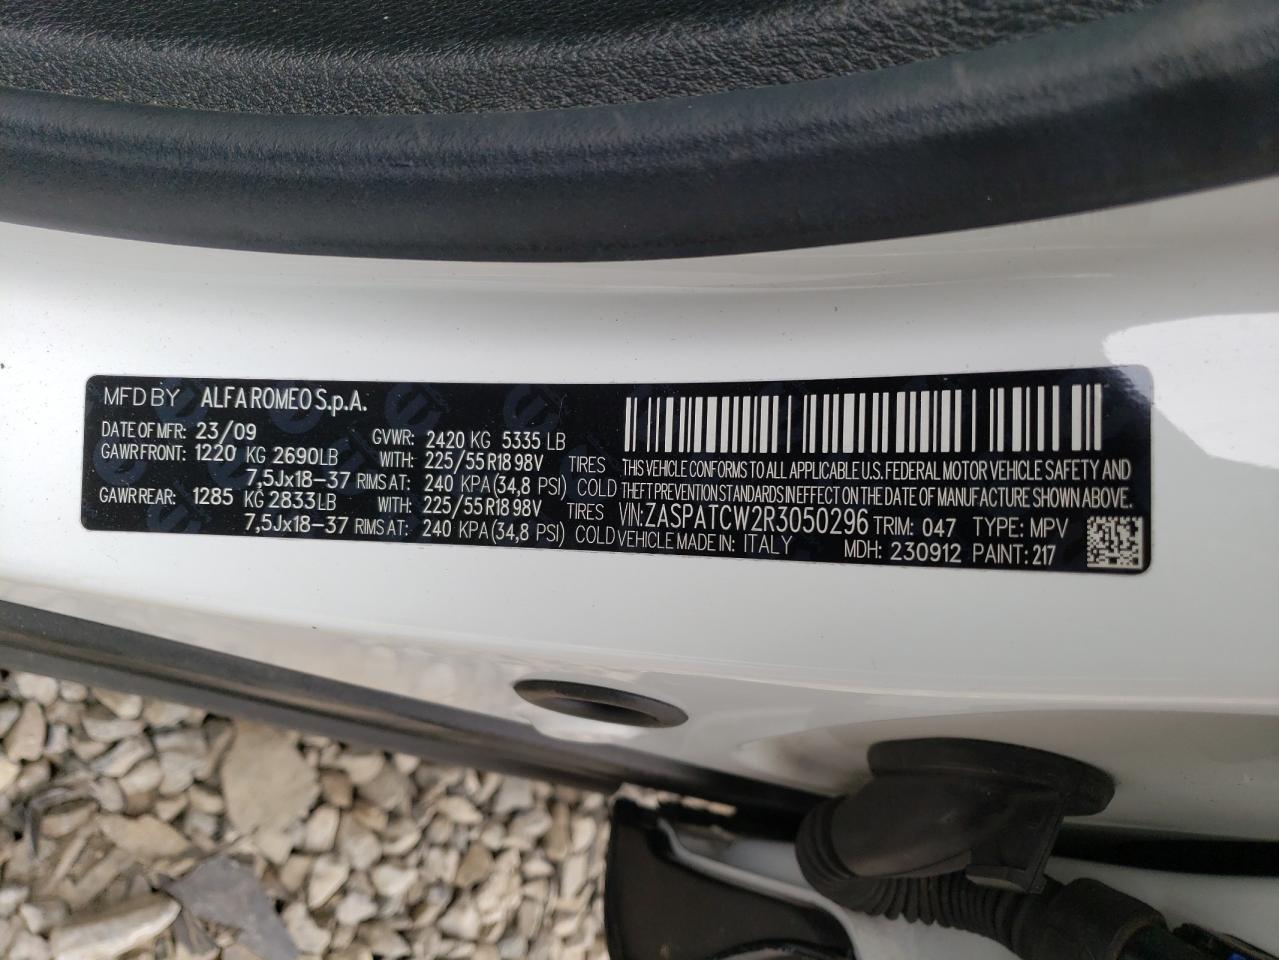 MFD BY ALFA ROMEO S.p.A.
DATE OF MFR: 23/09 GVWR: 2420 KG 5335 LB
GAWR FRONT: 1220 KG 2690LB WITH: 225/55 R18 98V TIRES
7,5Jx18-37 RIMS AT: 240 KPA (34,8 PSI) COLD
GAWR REAR: 1285 KG 2833LB WITH: 225/55 R18 98V TIRES
7,5Jx18-37 RIMS AT: 240 KPA (34,8 PSI) COLD
THIS VEHICLE CONFORMS TO ALL APPLICABLE U.S. FEDERAL MOTOR VEHICLE SAFETY AND
THEFT PREVENTION STANDARDS IN EFFECT ON THE DATE OF MANUFACTURE SHOWN ABOVE.
VIN: ZASPATCW2R3050296 TRIM: 047 TYPE: MPV
VEHICLE MADE IN: ITALY MDH: 230912 PAINT: 217